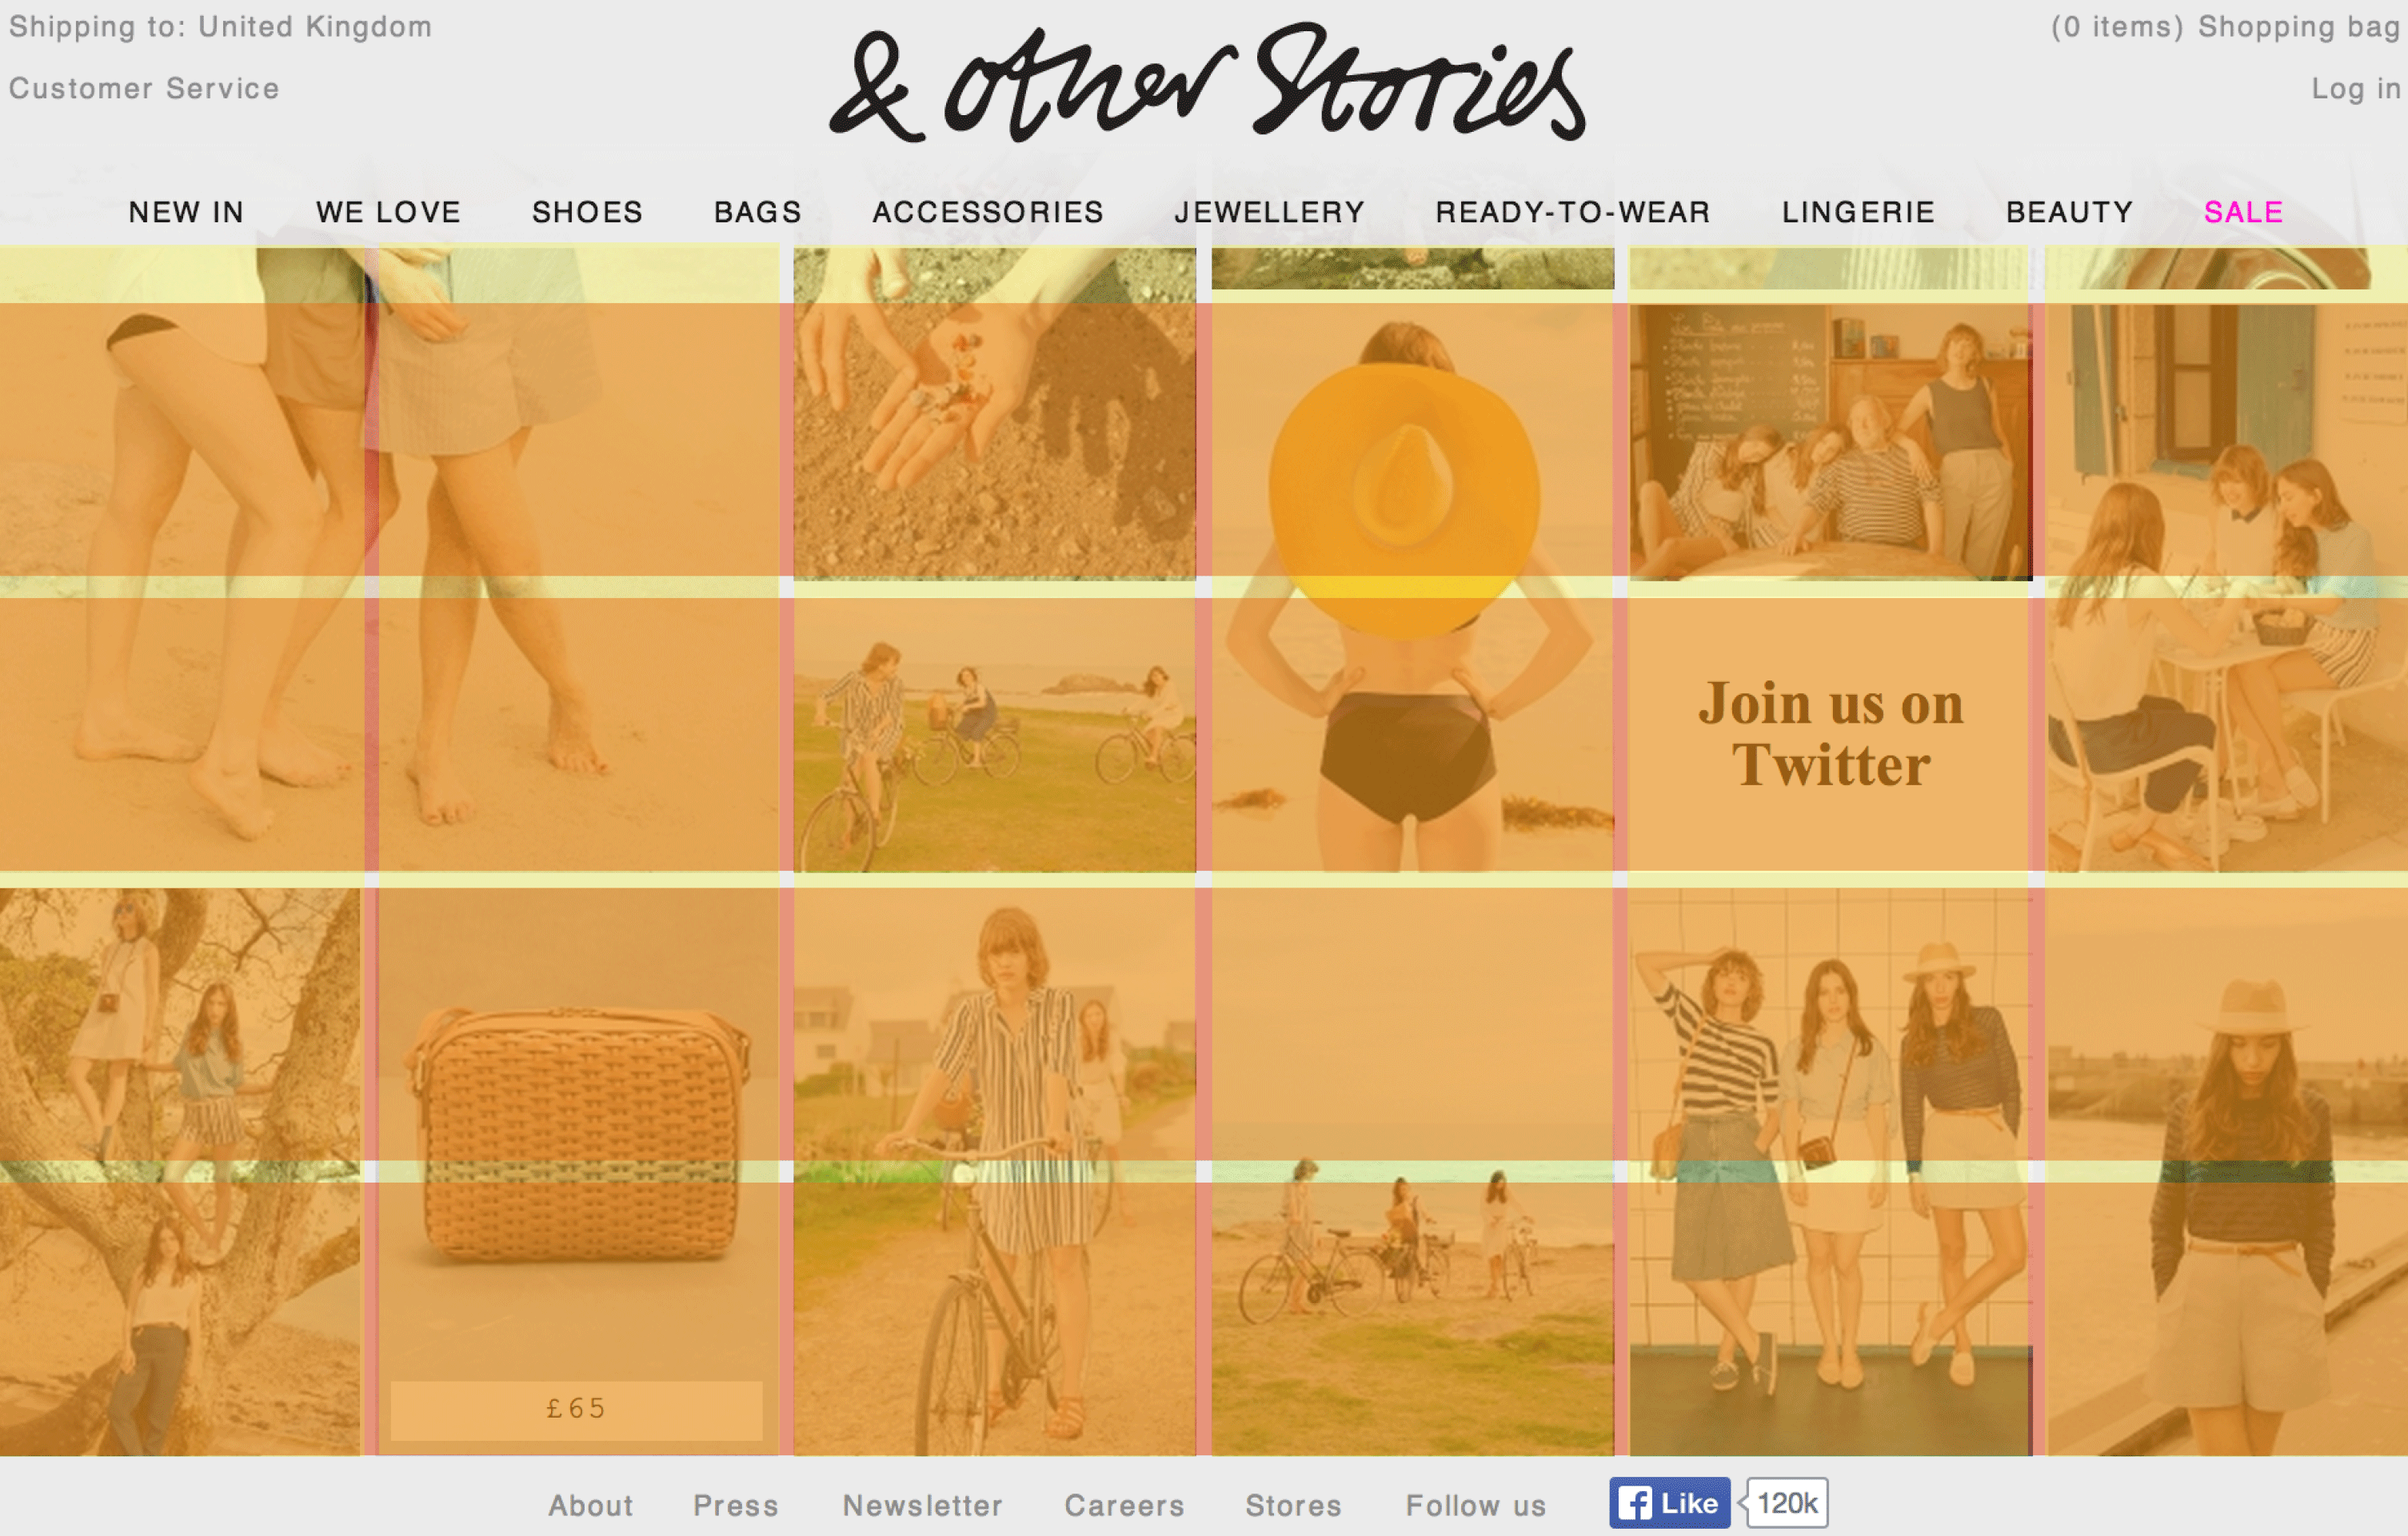 Shipping to: United Kingdom
(0 items) Shopping bag
& other Stories
Customer Service
Log in
NEW IN WE LOVE SHOES BAGS ACCESSORIES JEWELLERY READY-TO-WEAR LINGERIE BEAUTY SALE
Join us on
Twitter
£65
About Press Newsletter Careers Stores Follow us Like 120k